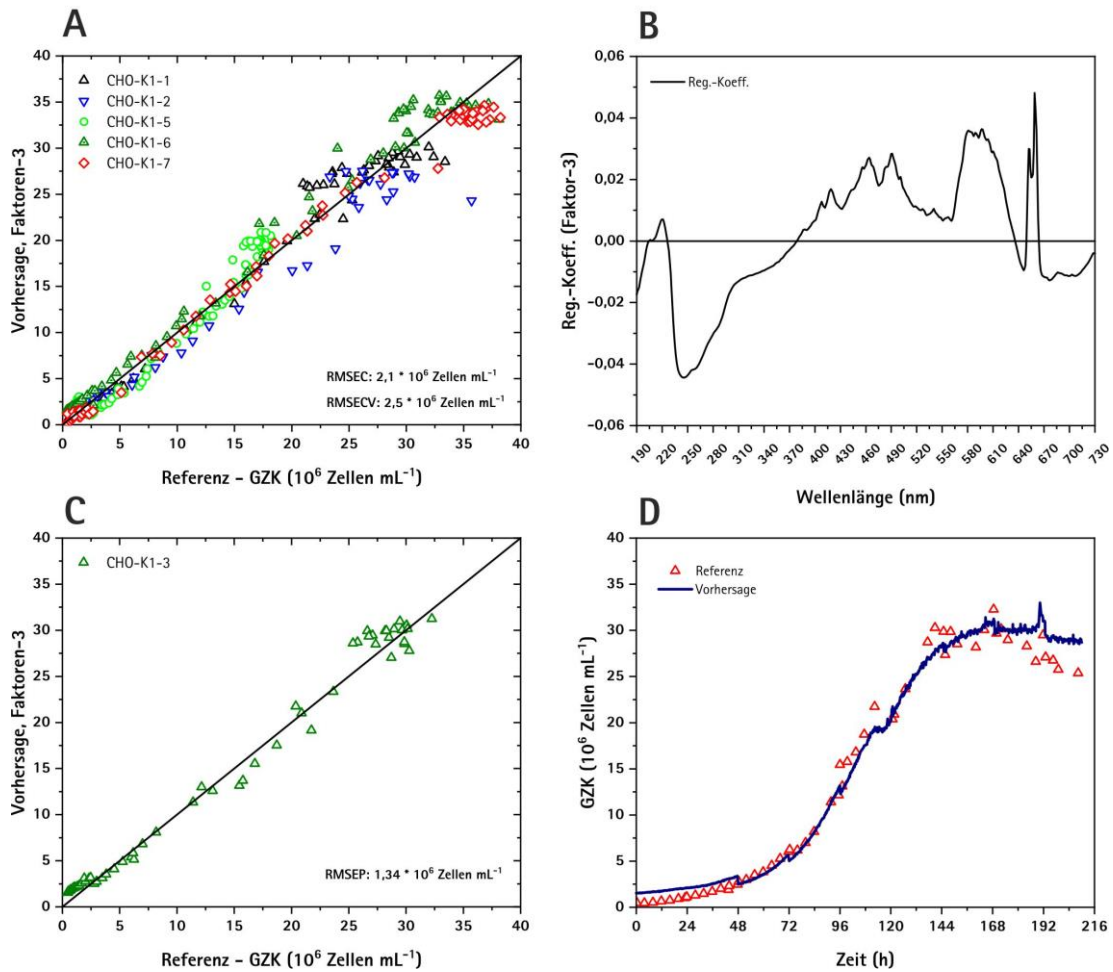 A
Vorhersage, Faktoren-3
40
35
30
25
20
15
10
5
0
CHO-K1-1
CHO-K1-2
CHO-K1-5
CHO-K1-6
CHO-K1-7
RMSEC: 2,1 * 10⁶ Zellen mL⁻¹
RMSECV: 2,5 * 10⁶ Zellen mL⁻¹
0 5 10 15 20 25 30 35 40
Referenz - GZK (10⁶ Zellen mL⁻¹)
B
Reg.-Koeff. (Faktor-3)
0,06
0,04
0,02
0,00
-0,02
-0,04
-0,06
Reg.-Koeff.
190 220 250 280 310 340 370 400 430 460 490 520 550 580 610 640 670 700 730
Wellenlänge (nm)
C
Vorhersage, Faktoren-3
40
35
30
25
20
15
10
5
0
CHO-K1-3
RMSEP: 1,34 * 10⁶ Zellen mL⁻¹
0 5 10 15 20 25 30 35 40
Referenz - GZK (10⁶ Zellen mL⁻¹)
D
GZK (10⁶ Zellen mL⁻¹)
40
35
30
25
20
15
10
5
0
Referenz
Vorhersage
0 24 48 72 96 120 144 168 192 216
Zeit (h)